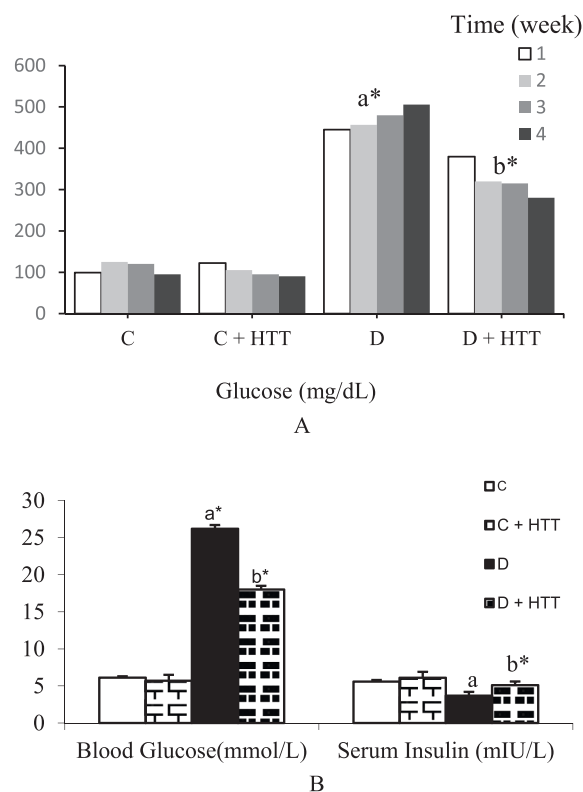 Time (week)
1
2
3
4
600
500
400
300
200
100
0
a*
b*
C
C + HTT
D
D + HTT
Glucose (mg/dL)
A
30
25
20
15
10
5
0
C
C + HTT
D
D + HTT
a*
b*
a
b*
Blood Glucose(mmol/L)
Serum Insulin (mIU/L)
B